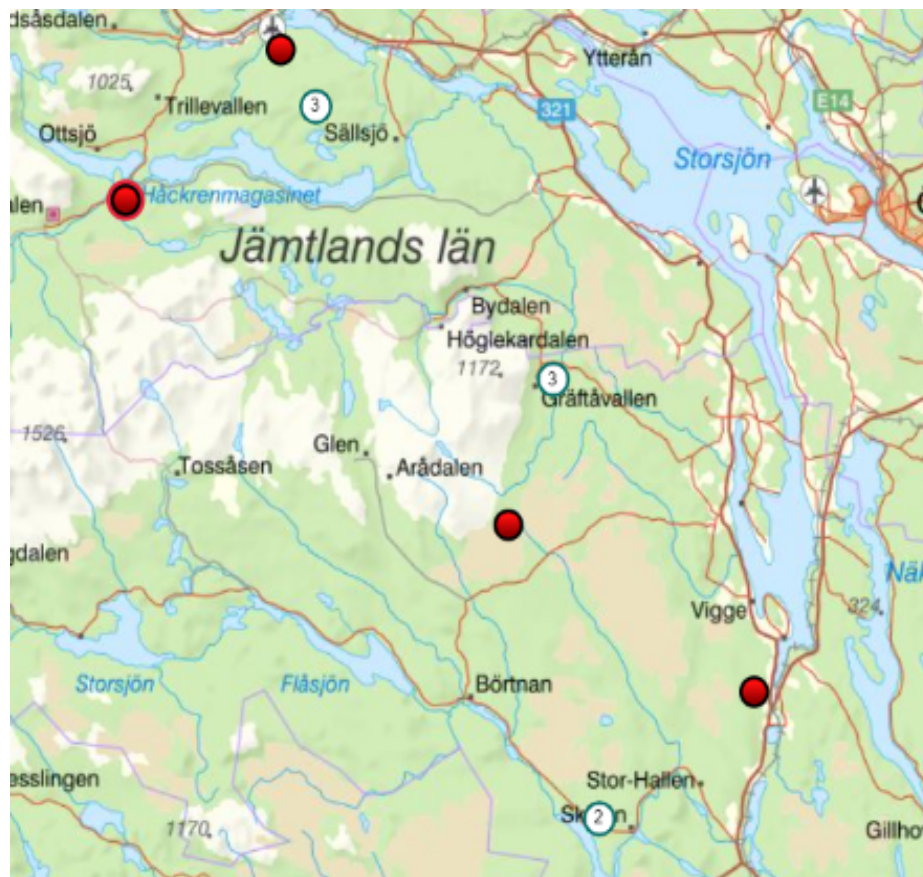 dsåsdalen
Ytterån
1025
3
Trillevallen
321
E14
Ottsjö
Sällsjö
Storsjön
Håckrenmagasinet
alen
Jämtlands län
Bydalen
Höglekardalen
1172
3
Gräftåvallen
1526
Glen
Arådalen
Tossåsen
gdalen
Näl
Vigge
324
Storsjön
Flåsjön
Börtnan
esslingen
Stor-Hallen
2
1170
Gillho